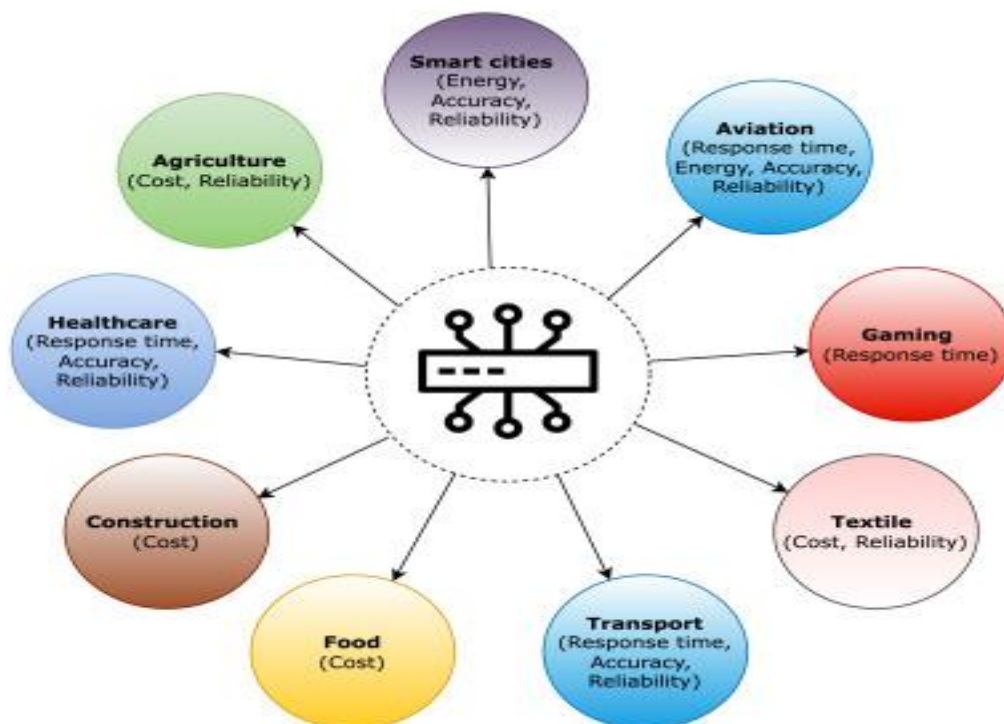 Smart cities
(Energy,
Accuracy,
Reliability)
Aviation
(Response time,
Energy, Accuracy,
Reliability)
Agriculture
(Cost, Reliability)
Healthcare
(Response time,
Accuracy,
Reliability)
Gaming
(Response time)
Construction
(Cost)
Textile
(Cost, Reliability)
Food
(Cost)
Transport
(Response time,
Accuracy,
Reliability)